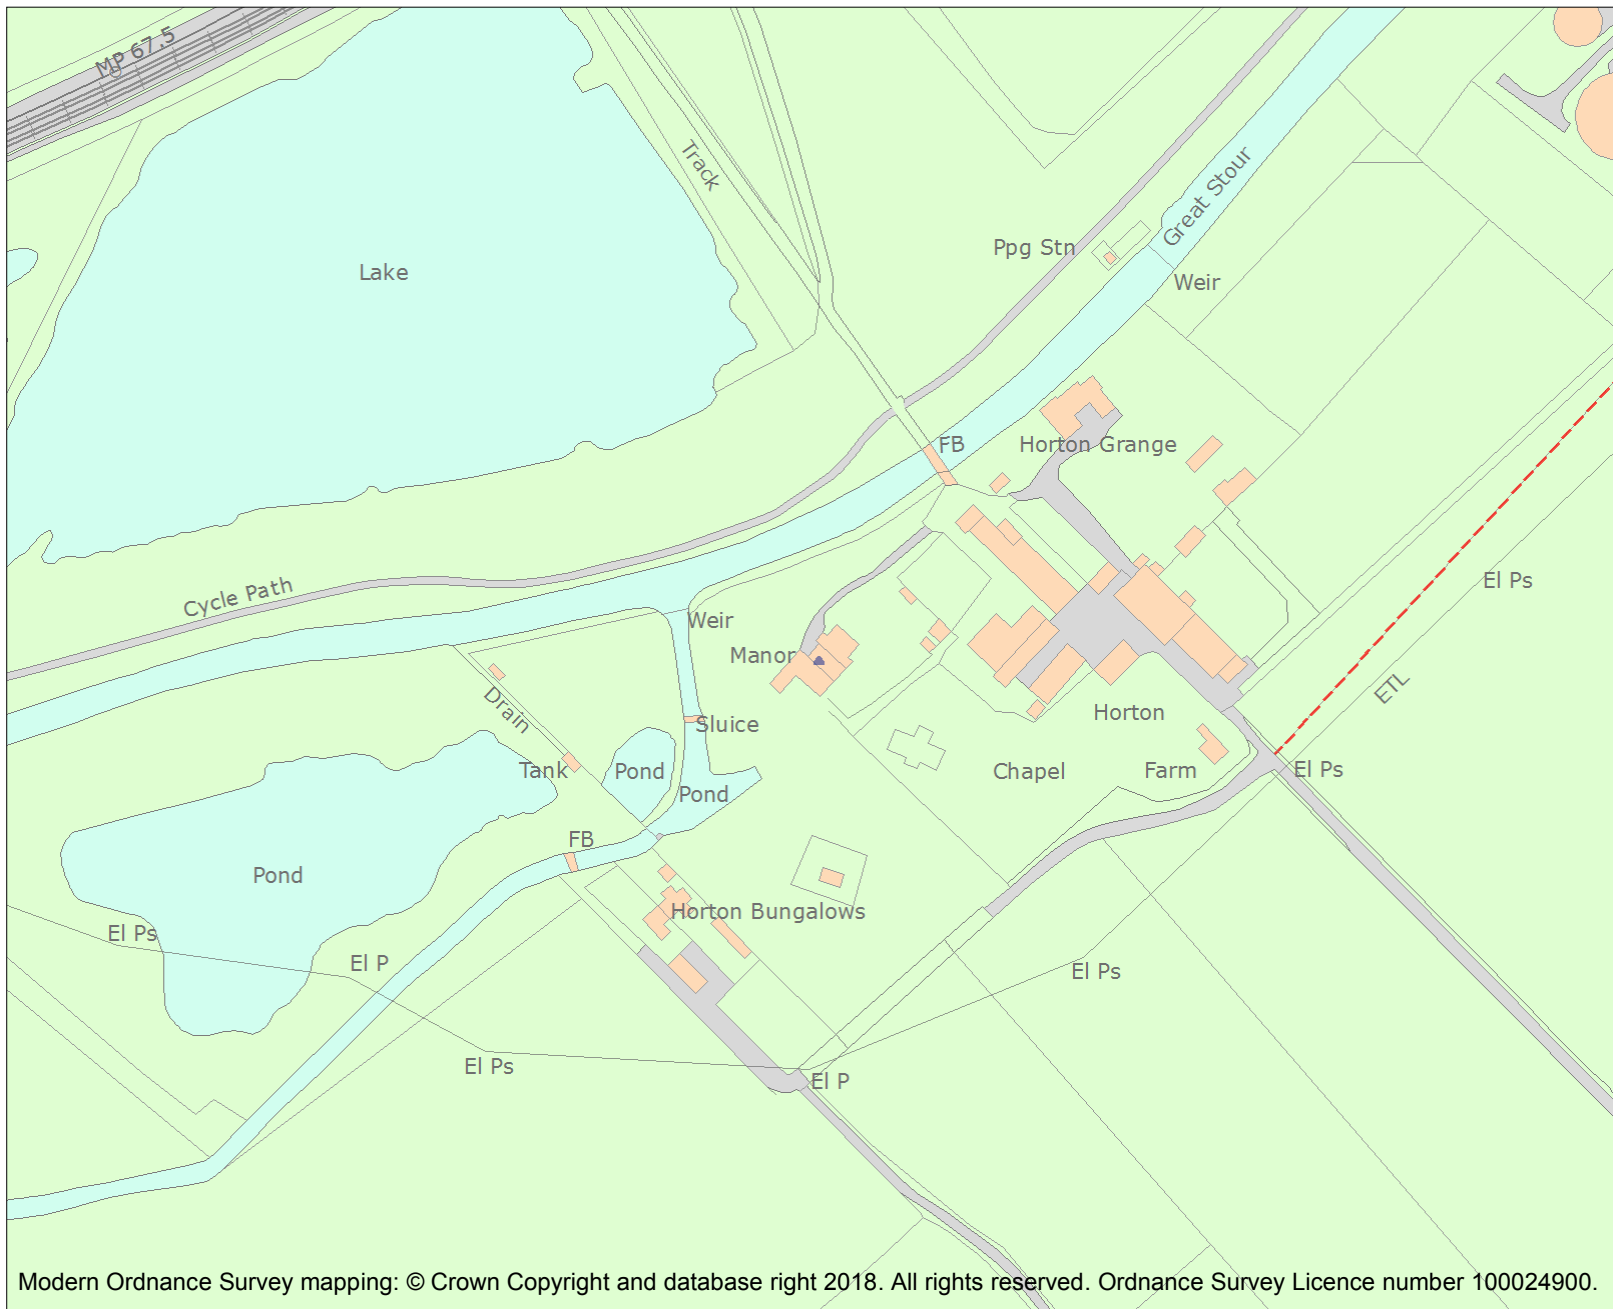 MP 67.5
Track
Great Stour
Ppg Stn
Lake
Weir
FB
Horton Grange
Cycle Path
El Ps
Weir
Manor
ETL
Drain
Sluice
Horton
Tank
Pond
Chapel
Farm
El Ps
Pond
FB
Pond
Horton Bungalows
El Ps
El P
El Ps
El Ps
El P
Modern Ordnance Survey mapping: © Crown Copyright and database right 2018. All rights reserved. Ordnance Survey Licence number 100024900.